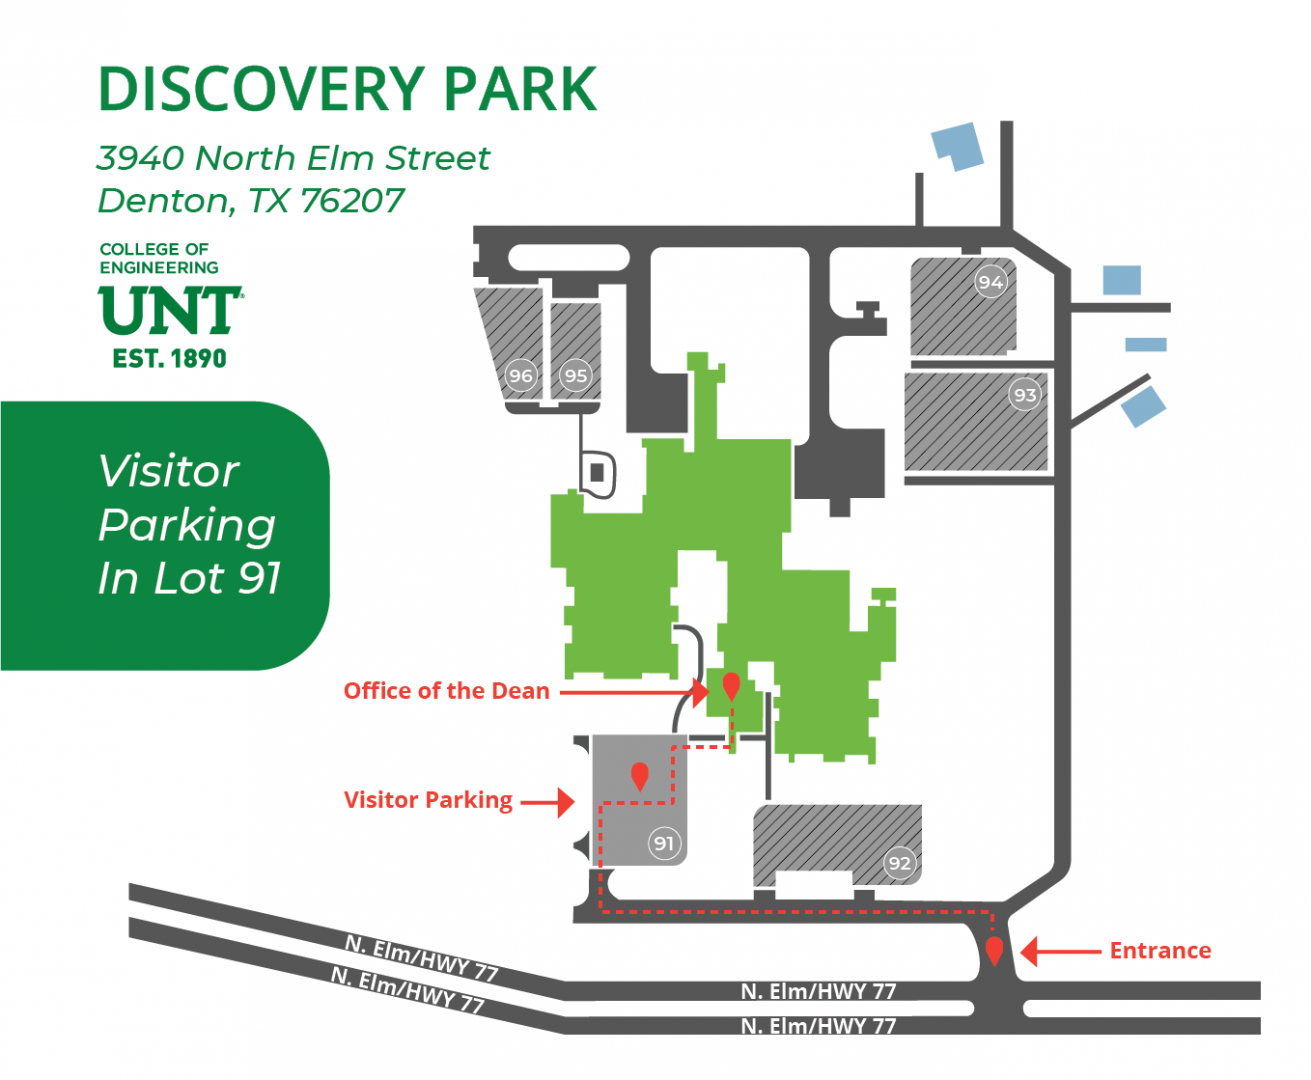 DISCOVERY PARK
3940 North Elm Street
Denton, TX 76207
COLLEGE OF
ENGINEERING
UNT®
EST. 1890
94
96
95
93
Visitor
Parking
In Lot 91
Office of the Dean
Visitor Parking
91
92
N. Elm/HWY 77
N. Elm/HWY 77
Entrance
N. Elm/HWY 77
N. Elm/HWY 77